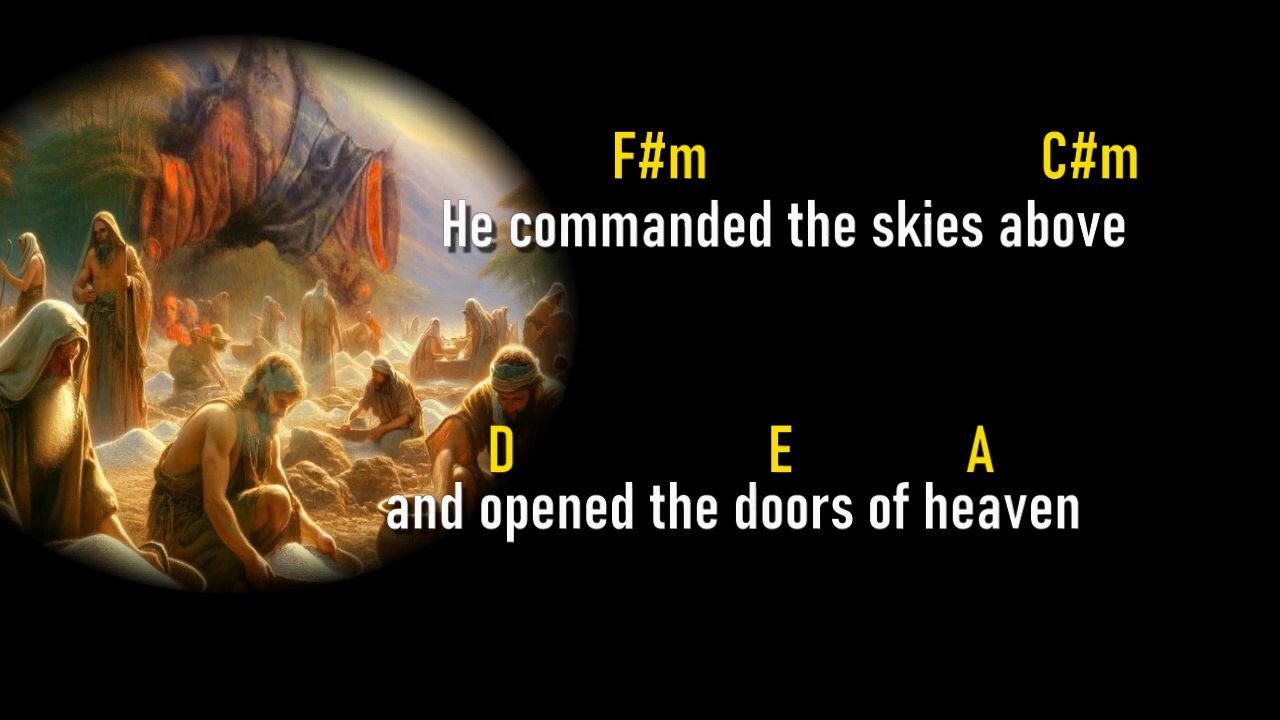 F#m C#m
He commanded the skies above
D E A
and opened the doors of heaven